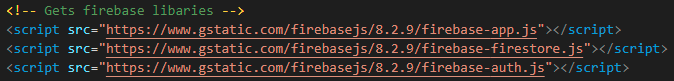 <!-- Gets firebase libaries -->
<script src="https://www.gstatic.com/firebasejs/8.2.9/firebase-app.js"></script>
<script src="https://www.gstatic.com/firebasejs/8.2.9/firebase-firestore.js"></script>
<script src="https://www.gstatic.com/firebasejs/8.2.9/firebase-auth.js"></script>